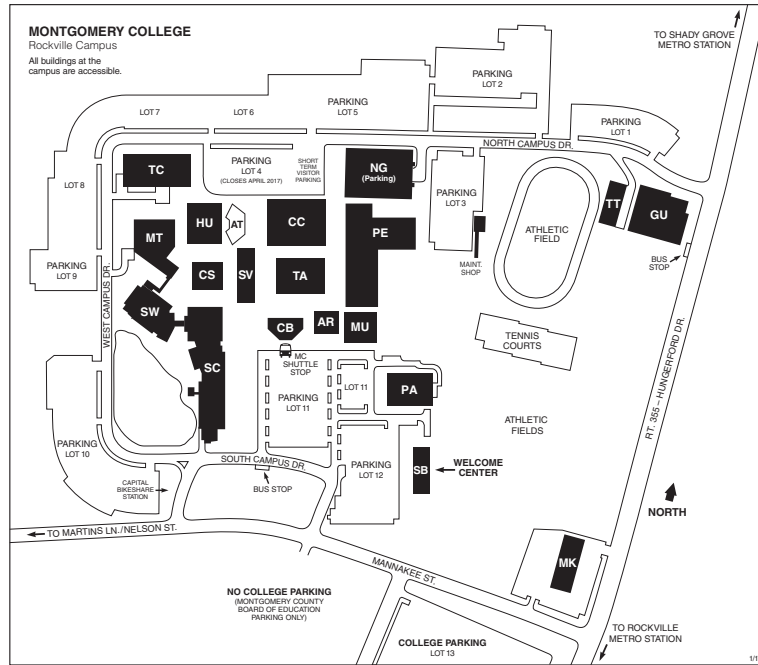 MONTGOMERY COLLEGE
Rockville Campus
All buildings at the
campus are accessible.
TO SHADY GROVE
METRO STATION
PARKING
LOT 2
LOT 7
LOT 6
PARKING
LOT 5
PARKING
LOT 1
NORTH CAMPUS DR.
TC
PARKING
LOT 4
(CLOSES APRIL 2017)
SHORT
TERM
VISITOR
PARKING
NG
(Parking)
LOT 8
PARKING
LOT 3
TT
GU
HU
AT
CC
PE
ATHLETIC
FIELD
MT
BUS
STOP
MAINT.
SHOP
PARKING
LOT 9
CS
SV
TA
WEST CAMPUS DR.
SW
CB
AR
MU
TENNIS
COURTS
MC
SHUTTLE
STOP
SC
LOT 11
PA
PARKING
LOT 11
RT. 355 – HUNGERFORD DR.
ATHLETIC
FIELDS
PARKING
LOT 10
SOUTH CAMPUS DR.
PARKING
LOT 12
SB
WELCOME
CENTER
CAPITAL
BIKESHARE
STATION
BUS STOP
NORTH
TO MARTINS LN./NELSON ST.
MANNAKEE ST.
MK
NO COLLEGE PARKING
(MONTGOMERY COUNTY
BOARD OF EDUCATION
PARKING ONLY)
TO ROCKVILLE
METRO STATION
COLLEGE PARKING
LOT 13